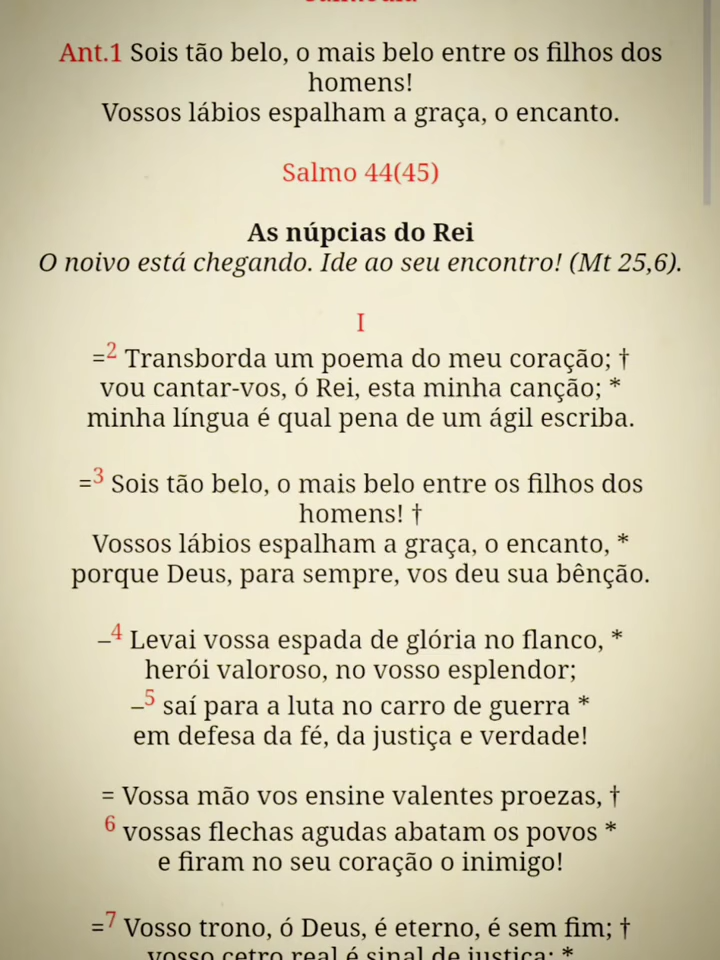 Ant.1 Sois tão belo, o mais belo entre os filhos dos
homens!
Vossos lábios espalham a graça, o encanto.
Salmo 44(45)
As núpcias do Rei
O noivo está chegando. Ide ao seu encontro! (Mt 25,6).
I
=2 Transborda um poema do meu coração; †
vou cantar-vos, ó Rei, esta minha canção; *
minha língua é qual pena de um ágil escriba.
=3 Sois tão belo, o mais belo entre os filhos dos
homens! †
Vossos lábios espalham a graça, o encanto, *
porque Deus, para sempre, vos deu sua bênção.
–4 Levai vossa espada de glória no flanco, *
herói valoroso, no vosso esplendor;
–5 saí para a luta no carro de guerra *
em defesa da fé, da justiça e verdade!
= Vossa mão vos ensine valentes proezas, †
6 vossas flechas agudas abatam os povos *
e firam no seu coração o inimigo!
=7 Vosso trono, ó Deus, é eterno, é sem fim; †
vosso cetro real é sinal de justiça: *